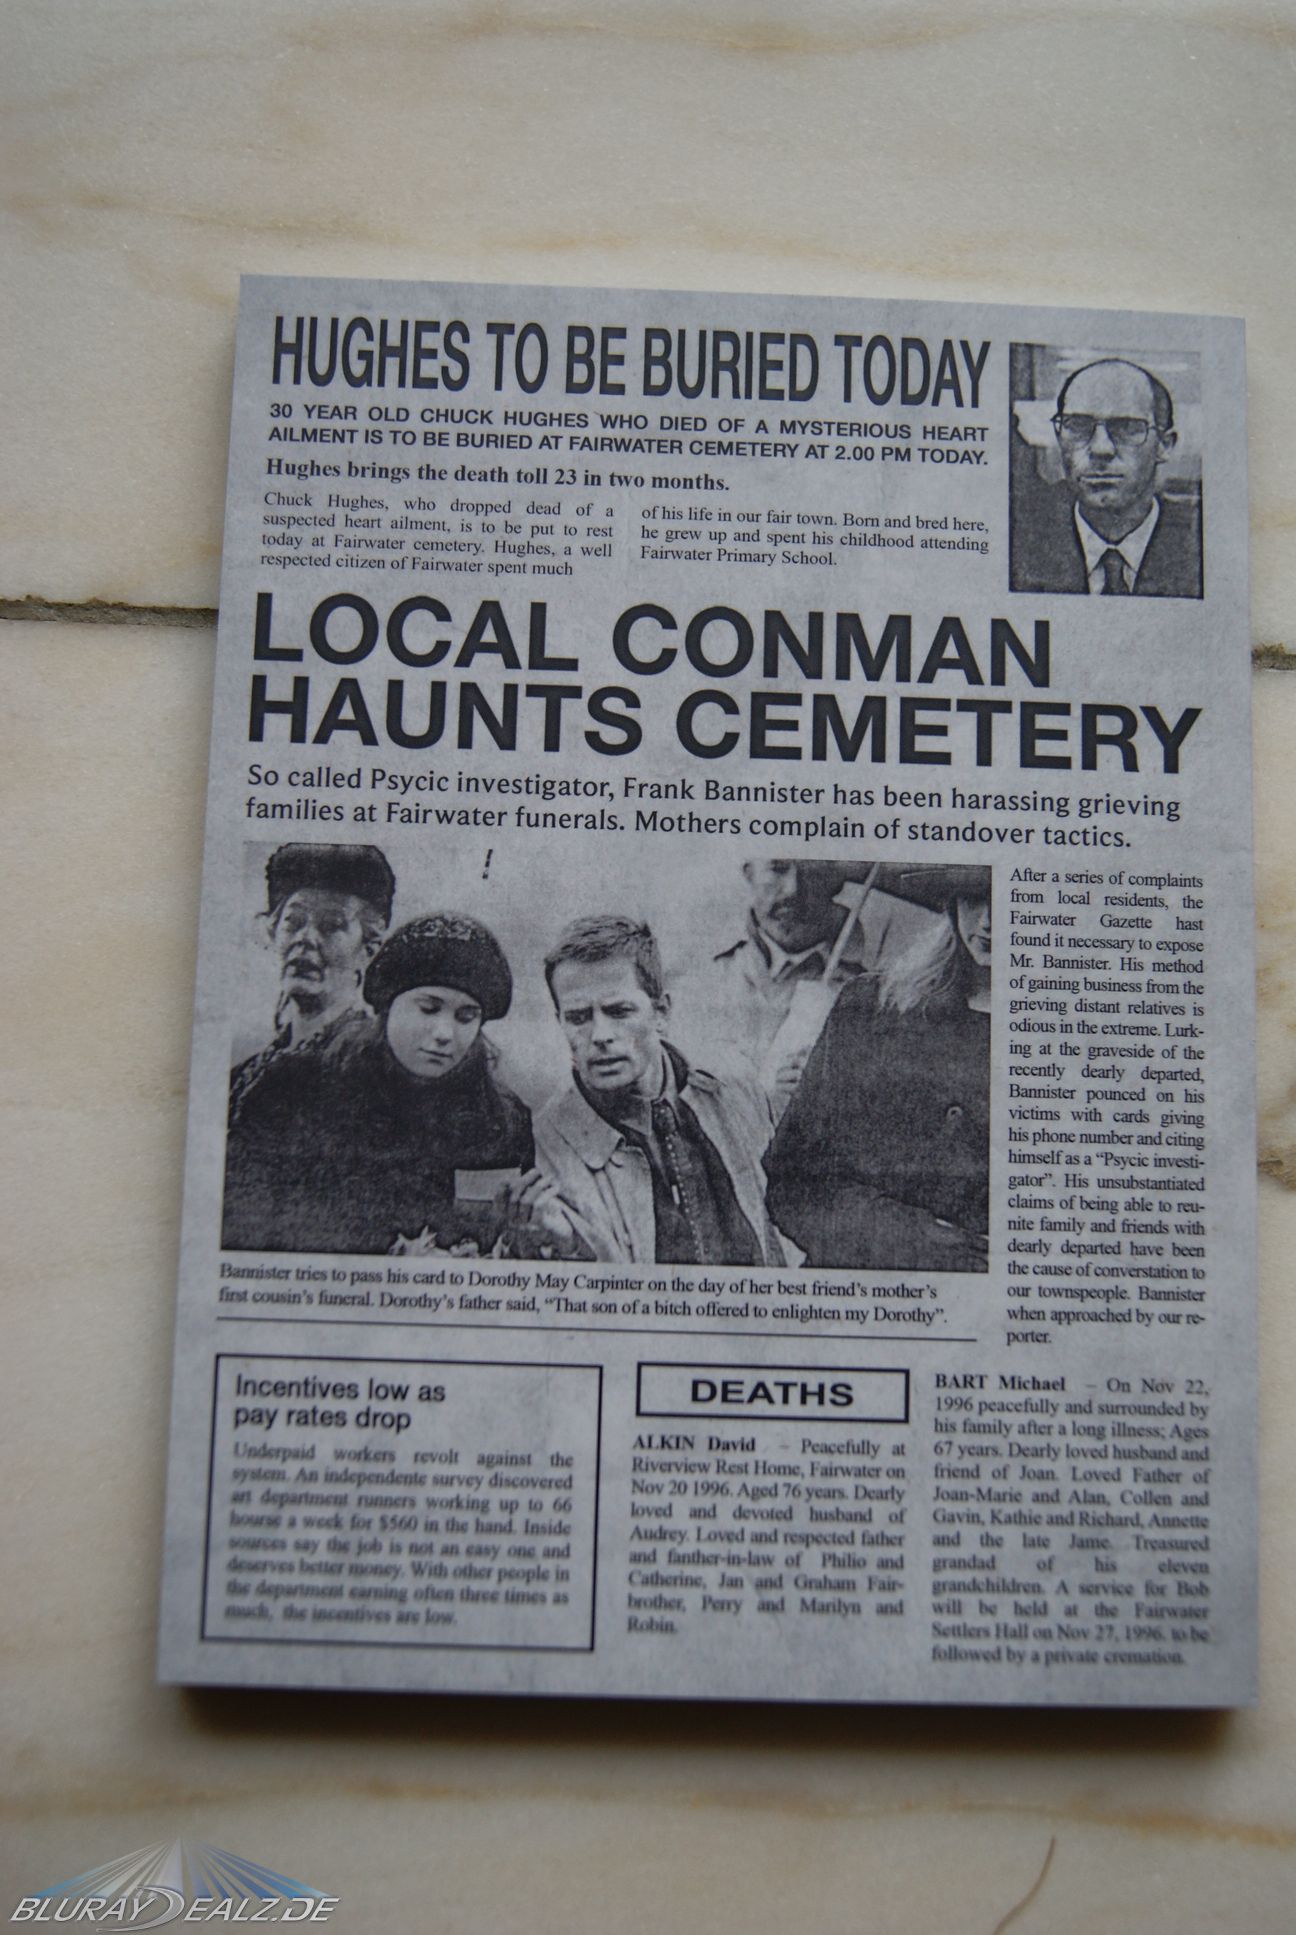 HUGHES TO BE BURIED TODAY
30 YEAR OLD CHUCK HUGHES WHO DIED OF A MYSTERIOUS HEART
AILMENT IS TO BE BURIED AT FAIRWATER CEMETERY AT 2.00 PM TODAY.
Hughes brings the death toll 23 in two months.
Chuck Hughes, who dropped dead of a
suspected heart ailment, is to be put to rest
today at Fairwater cemetery. Hughes, a well
respected citizen of Fairwater spent much
of his life in our fair town. Born and bred here,
he grew up and spent his childhood attending
Fairwater Primary School.
LOCAL CONMAN
HAUNTS CEMETERY
So called Psycic investigator, Frank Bannister has been harassing grieving
families at Fairwater funerals. Mothers complain of standover tactics.
After a series of complaints
from local residents, the
Fairwater Gazette hast
found it necessary to expose
Mr. Bannister. His method
of gaining business from the
grieving distant relatives is
odious in the extreme. Lurk-
ing at the graveside of the
recently dearly departed,
Bannister pounced on his
victims with cards giving
his phone number and citing
himself as a “Psycic investi-
gator”. His unsubstantiated
claims of being able to reu-
nite family and friends with
dearly departed have been
the cause of converstation to
our townspeople. Bannister
when approached by our re-
porter.
Bannister tries to pass his card to Dorothy May Carpinter on the day of her best friend's mother's
first cousin's funeral. Dorothy's father said, “That son of a bitch offered to enlighten my Dorothy”.
Incentives low as
pay rates drop
Underpaid workers revolt against the
system. An independente survey discovered
art department runners working up to 66
hourse a week for $560 in the hand. Inside
sources say the job is not an easy one and
deserves better money. With other people in
the department earning often three times as
much, the incentives are low.
DEATHS
ALKIN David – Peacefully at
Riverview Rest Home, Fairwater on
Nov 20 1996. Aged 76 years. Dearly
loved and devoted husband of
Audrey. Loved and respected father
and fanther-in-law of Philio and
Catherine, Jan and Graham Fair-
brother, Perry and Marilyn and
Robin.
BART Michael – On Nov 22,
1996 peacefully and surrounded by
his family after a long illness; Ages
67 years. Dearly loved husband and
friend of Joan. Loved Father of
Joan-Marie and Alan, Collen and
Gavin, Kathie and Richard, Annette
and the late Jame. Treasured
grandad of his eleven
grandchildren. A service for Bob
will be held at the Fairwater
Settlers Hall on Nov 27, 1996. to be
followed by a private cremation.
BLURAYDEALZ.DE